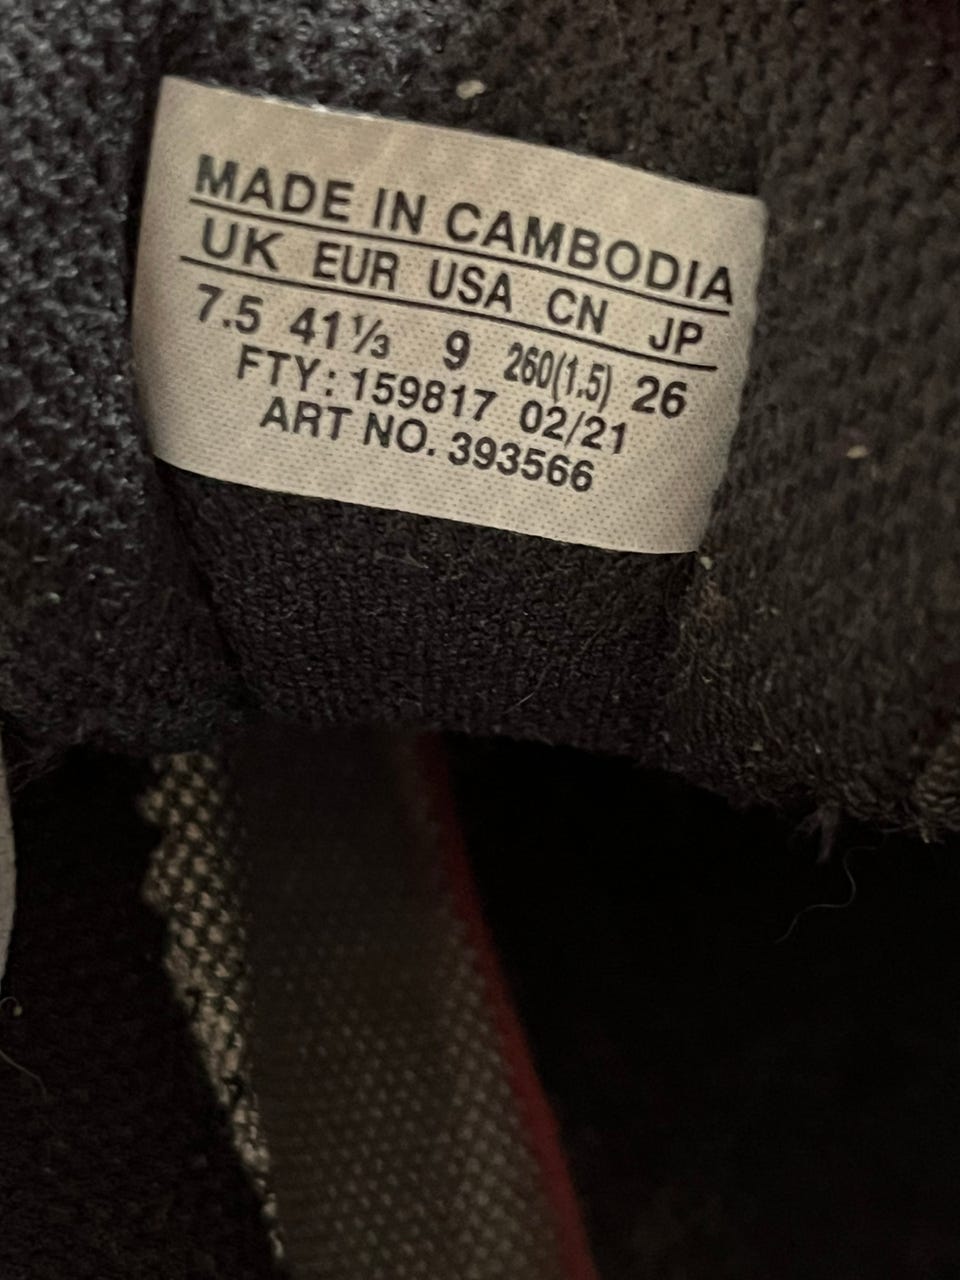 MADE IN CAMBODIA
UK EUR USA CN JP
7.5 41⅓ 9 260(1.5) 26
FTY: 159817 02/21
ART NO. 393566